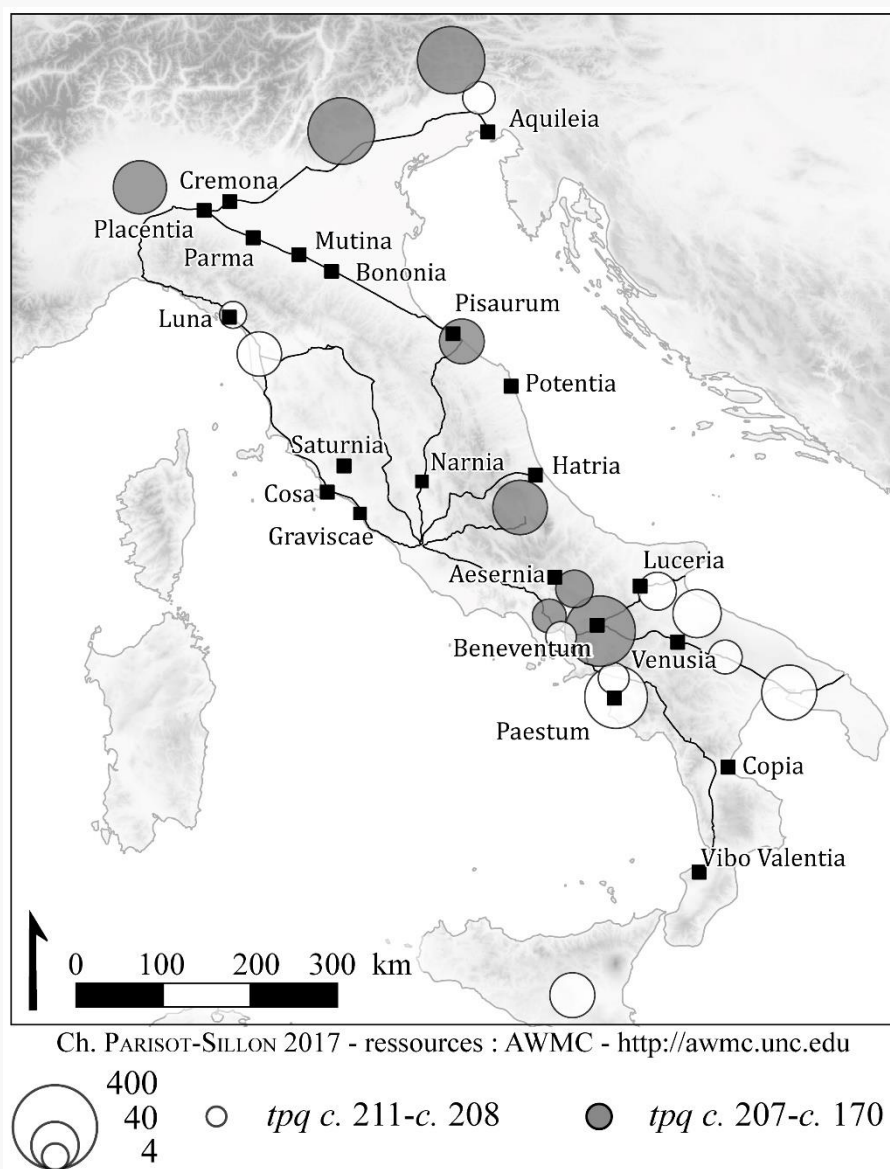 Aquileia
Cremona
Placentia
Parma
Mutina
Bononia
Luna
Pisaurum
Potentia
Saturnia
Narnia
Hatria
Cosa
Graviscae
Aesernia
Luceria
Beneventum
Venusia
Paestum
Copia
Vibo Valentia
0 100 200 300 km
Ch. PARISOT-SILLON 2017 - ressources : AWMC - http://awmc.unc.edu
400
40
4
tpq c. 211-c. 208
tpq c. 207-c. 170